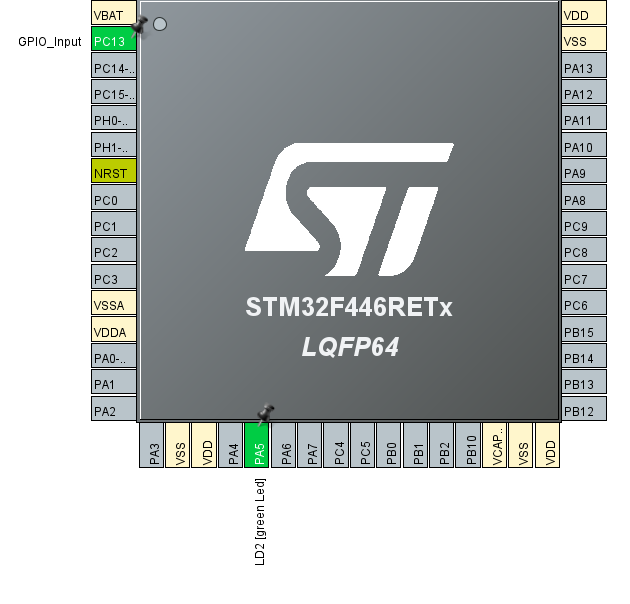 VBAT
GPIO_Input PC13
PC14-..
PC15-..
PH0-..
PH1-..
NRST
PC0
PC1
PC2
PC3
VSSA
VDDA
PA0-..
PA1
PA2
VDD
VSS
PA13
PA12
PA11
PA10
PA9
PA8
PC9
PC8
PC7
PC6
PB15
PB14
PB13
PB12
ST
STM32F446RETx
LQFP64
PA3
VSS
VDD
PA4
PA5
PA6
PA7
PC4
PC5
PB0
PB1
PB2
PB10
VCAP..
VSS
VDD
LD2 [green Led]